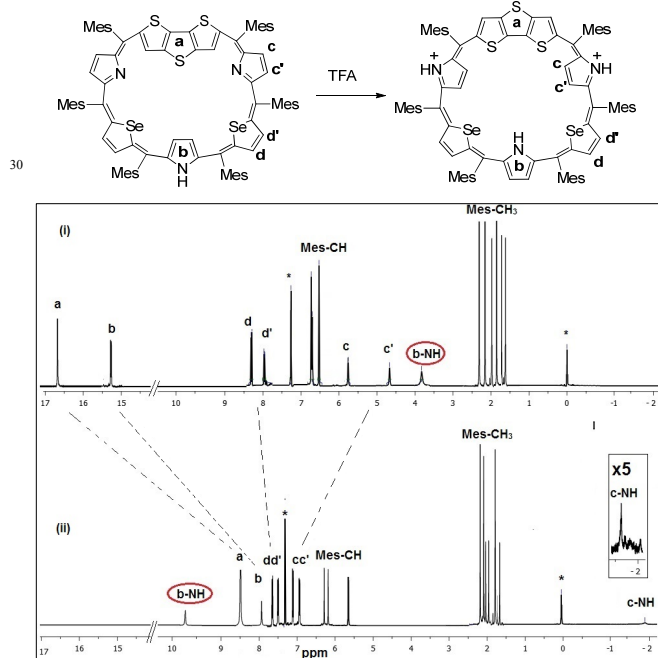 Mes S S Mes
a
c
N S N c'
TFA
Mes Mes
Se Se
b d'
d
Mes N Mes
H
30
Mes S Mes
a
+ S S +
NH c NH
c'
Mes Mes
Se H Se
N d'
b d
Mes Mes
(i)
Mes-CH3
Mes-CH
*
a
b
d
d'
c
c'
b-NH
*
17 16 15 10 9 8 7 6 5 4 3 2 1 0 -1 -2
Mes-CH3
x5
c-NH
-2
(ii)
*
a
b
dd'
cc'
Mes-CH
b-NH
*
c-NH
17 16 15 10 9 8 7 6 5 4 3 2 1 0 -1 -2
ppm